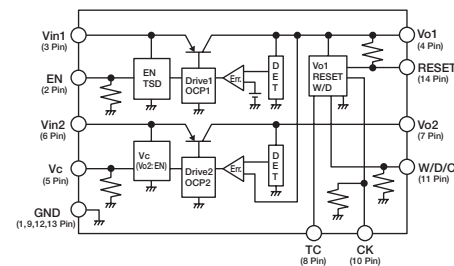 Vin1
(3 Pin)
EN
(2 Pin)
Vin2
(6 Pin)
Vc
(5 Pin)
GND
(1,9,12,13 Pin)
EN
TSD
Drive1
OCP1
Err.
D
E
T
Vo1
RESET
W/D
Vc
(Vo2:EN)
Drive2
OCP2
Err.
D
E
T
Vo1
(4 Pin)
RESET
(14 Pin)
Vo2
(7 Pin)
W/D/O
(11 Pin)
TC
(8 Pin)
CK
(10 Pin)